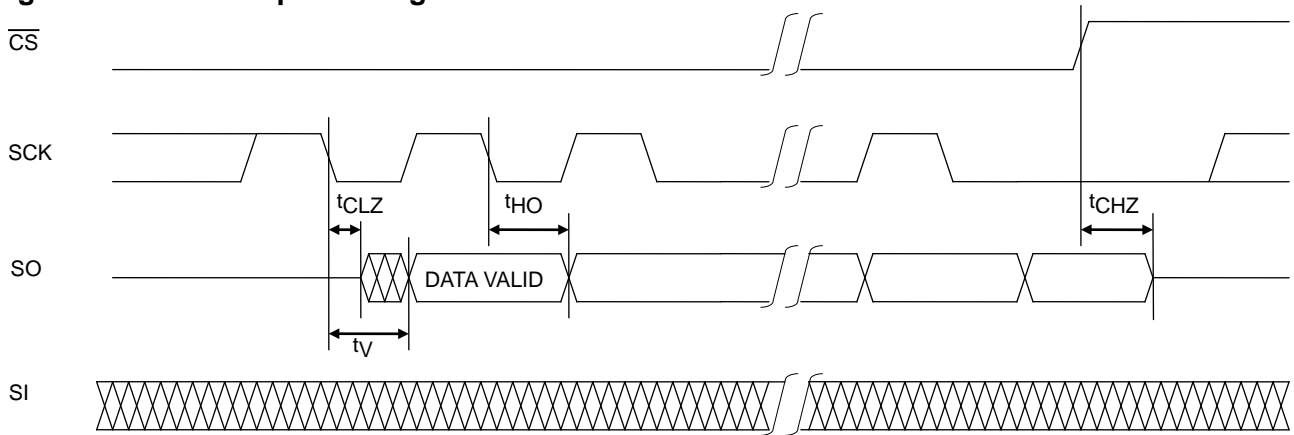 CS
SCK
tCLZ
tHO
tCHZ
SO
DATA VALID
tV
SI